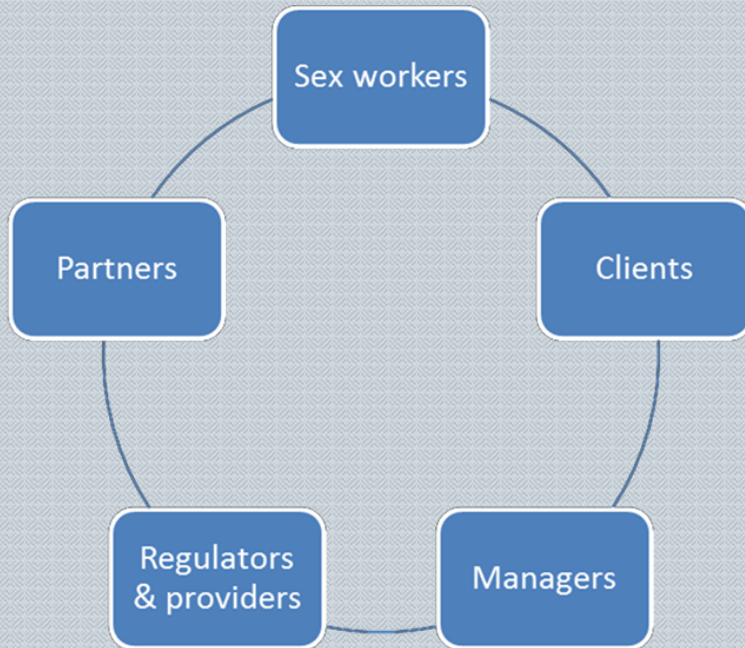 Sex workers
Partners
Clients
Regulators
& providers
Managers